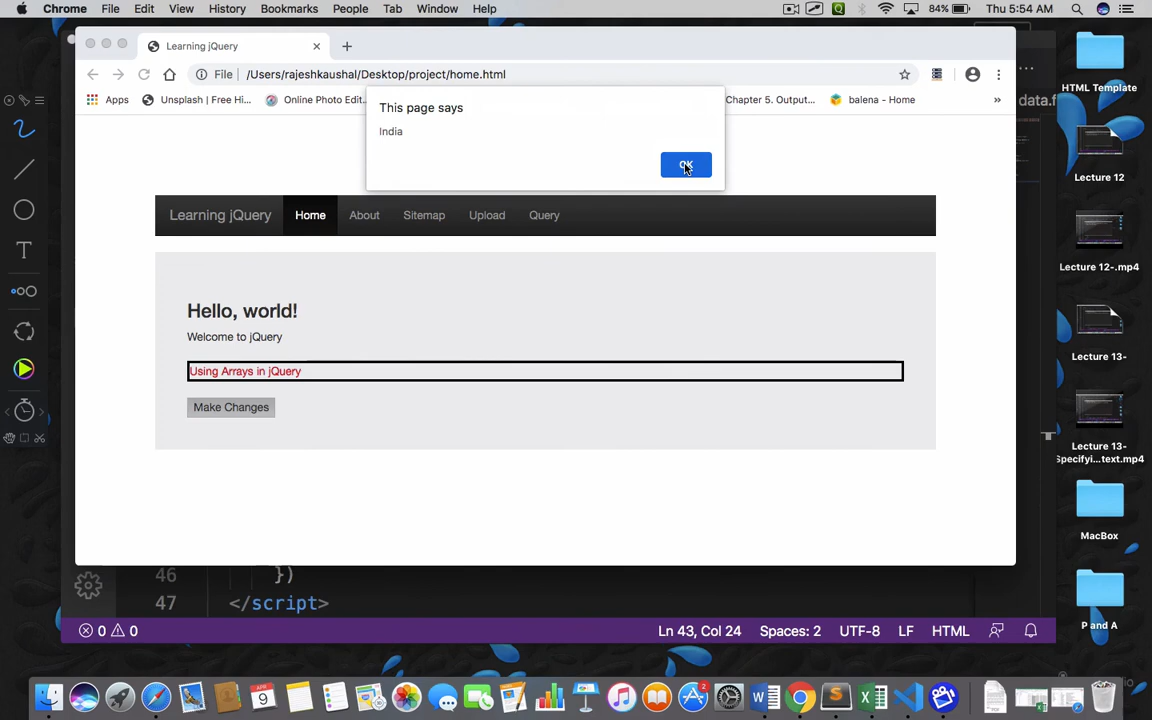 Chrome File Edit View History Bookmarks People Tab Window Help 84% Thu 5:54 AM
Learning jQuery
File /Users/rajeshkaushal/Desktop/project/home.html
Apps Unsplash | Free Hi... Online Photo Edit... Chapter 5. Output... balena - Home »
data.f
This page says
India
OK
Learning jQuery Home About Sitemap Upload Query
Hello, world!
Welcome to jQuery
Using Arrays in jQuery
Make Changes
46 })
47 </script>
0 0 Ln 43, Col 24 Spaces: 2 UTF-8 LF HTML
HTML Template
Lecture 12
Lecture 12-.mp4
Lecture 13-
Lecture 13-
Specifyi...text.mp4
MacBox
P and A
T
APR
9
2